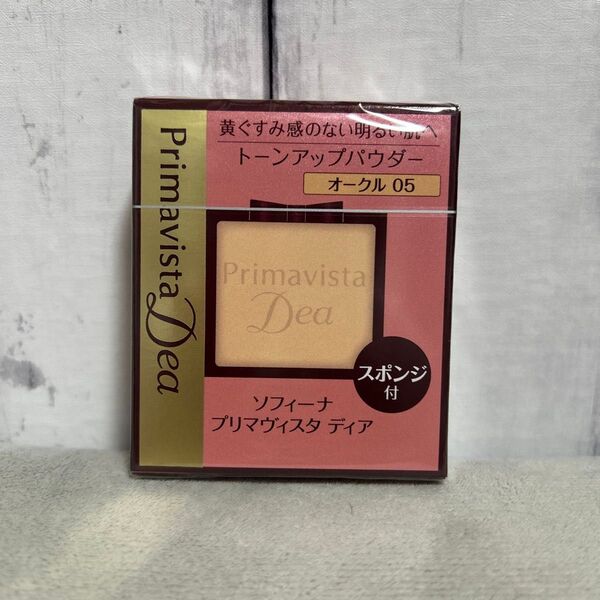 Primavista Dea
黄ぐすみ感のない明るい肌へ
トーンアップパウダー
オークル 05
Primavista
Dea
スポンジ
付
ソフィーナ
プリマヴィスタ ディア